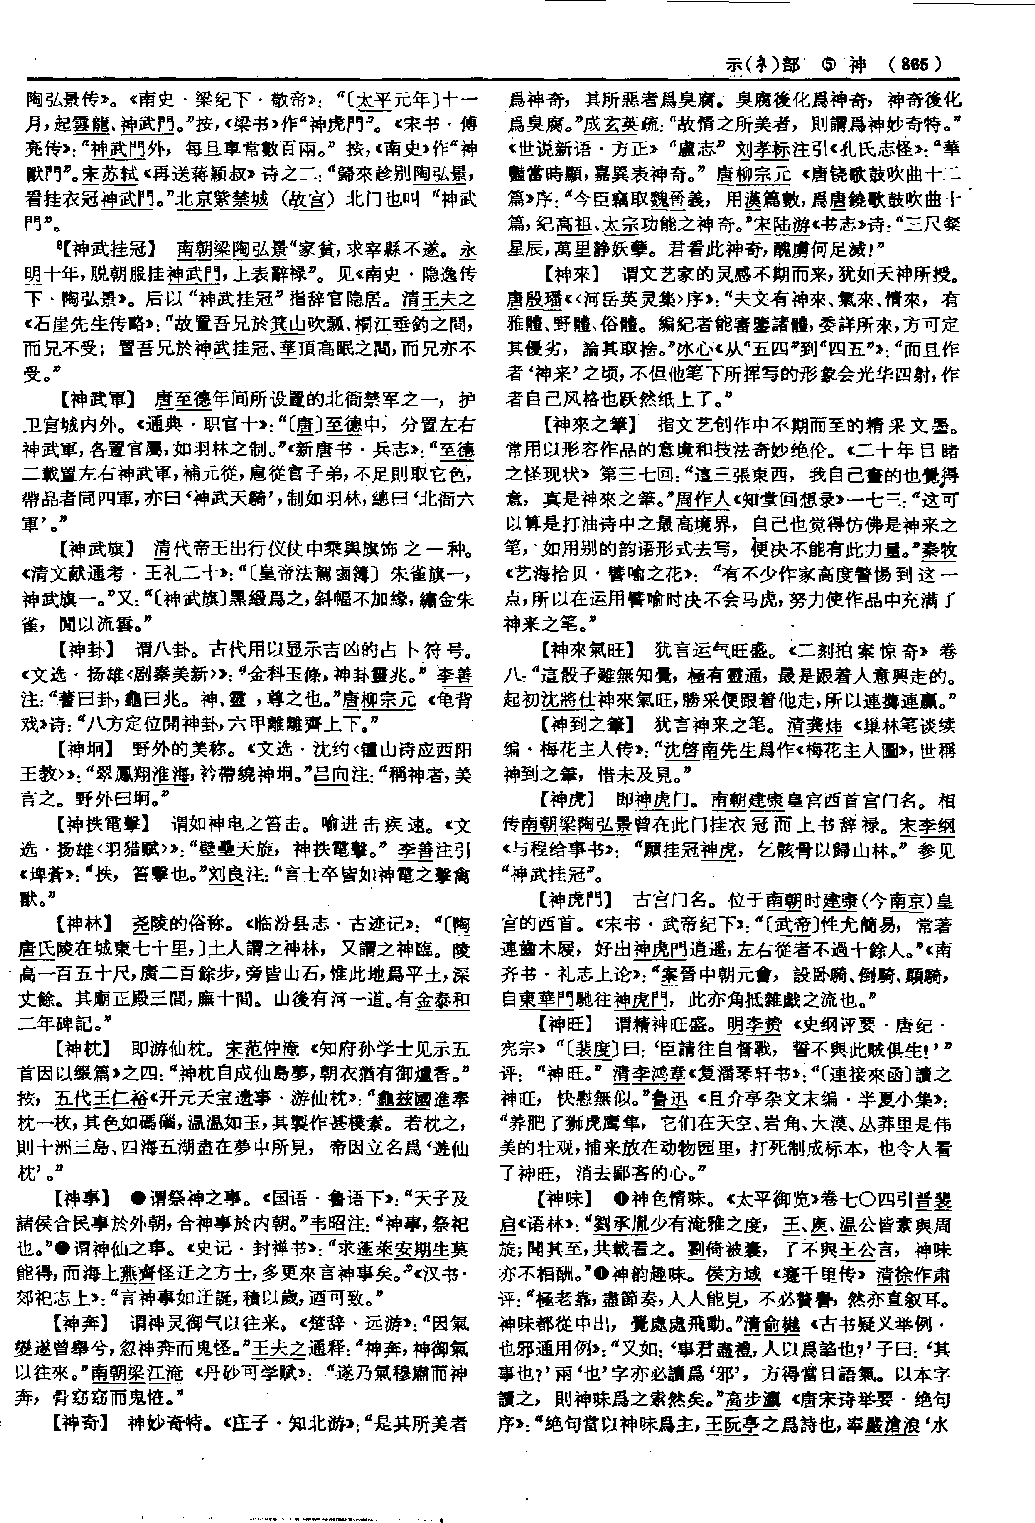 示(礻)部 ⑤ 神 (865)
陶弘景传》。《南史·梁纪下·敬帝》：“〔太平元年〕十一
月，起雲龍、神武門。”按，《梁书》作“神虎門”。《宋书·傅
亮传》：“神武門外，每旦車常數百兩。”按，《南史》作“神
獸門”。宋苏轼《再送蒋颖叔》诗之二：“歸來趁别陶弘景，
看挂衣冠神武門。”北京紫禁城（故宫）北门也叫“神武
門”。
【神武挂冠】 南朝梁陶弘景“家貧，求宰縣不遂。永
明十年，脱朝服挂神武門，上表辭禄”。见《南史·隐逸传
下·陶弘景》。后以“神武挂冠”指辞官隐居。清王夫之
《石崖先生传略》：“故置吾兄於箕山吹瓢、桐江垂釣之間，
而兄不受；置吾兄於神武挂冠、華頂高眠之間，而兄亦不
受。”
【神武軍】 唐至德年间所设置的北衙禁军之一，护
卫宫城内外。《通典·职官十》：“〔唐〕至德中，分置左右
神武軍，各置官屬，如羽林之制。”《新唐书·兵志》：“至德
二載置左右神武軍，補元從，扈從官子弟，不足則取它色，
帶品者同四軍，亦曰‘神武天騎’，制如羽林，總曰‘北衙六
軍’。”
【神武旗】 清代帝王出行仪仗中乘舆旗饰之一种。
《清文献通考·王礼二十》：“〔皇帝法駕鹵簿〕朱雀旗一，
神武旗一。”又：“〔神武旗〕黑緞爲之，斜幅不加緣，繡金朱
雀，間以流雲。”
【神卦】 谓八卦。古代用以显示吉凶的占卜符号。
《文选·扬雄〈剧秦美新〉》：“金科玉條，神卦靈兆。”李善
注：“蓍曰卦，龜曰兆。神、靈，尊之也。”唐柳宗元《龟背
戏》诗：“八方定位開神卦，六甲離離齊上下。”
【神坰】 野外的美称。《文选·沈约〈锺山诗应西阳
王教〉》：“翠鳳翔淮海，衿帶繞神坰。”吕向注：“稱神者，美
言之。野外曰坰。”
【神抶電擊】 谓如神电之笞击。喻进击疾速。《文
选·扬雄〈羽猎赋〉》：“壁壘天旋，神抶電擊。”李善注引
《埤苍》：“抶，笞擊也。”刘良注：“言士卒皆如神電之擊禽
獸。”
【神林】 尧陵的俗称。《临汾县志·古迹记》：“〔陶
唐氏陵在城東七十里，〕土人謂之神林，又謂之神臨。陵
高一百五十尺，廣二百餘步，旁皆山石，惟此地爲平土，深
丈餘。其廟正殿三間，廡十間。山後有河一道。有金泰和
二年碑記。”
【神枕】 即游仙枕。宋范仲淹《知府孙学士见示五
首因以缀篇》之四：“神枕自成仙島夢，朝衣猶有御爐香。”
按，五代王仁裕《开元天宝遗事·游仙枕》：“龜兹國進奉
枕一枚，其色如瑪瑙，温温如玉，其製作甚樸素。若枕之，
則十洲三島、四海五湖盡在夢中所見，帝因立名爲‘遊仙
枕’。”
【神事】 ❶谓祭神之事。《国语·鲁语下》：“天子及
諸侯合民事於外朝，合神事於内朝。”韦昭注：“神事，祭祀
也。”❷谓神仙之事。《史记·封禅书》：“求蓬萊安期生莫
能得，而海上燕齊怪迂之方士，多更來言神事矣。”《汉书·
郊祀志上》：“言神事如迂誕，積以歲，迺可致。”
【神奔】 谓神灵御气以往来。《楚辞·远游》：“因氣
變遂曾舉兮，忽神奔而鬼怪。”王夫之通释：“神奔，神御氣
以往來。”南朝梁江淹《丹砂可学赋》：“遂乃氣穆肅而神
奔，骨窈窈而鬼怪。”
【神奇】 神妙奇特。《庄子·知北游》：“是其所美者
爲神奇，其所惡者爲臭腐。臭腐復化爲神奇，神奇復化
爲臭腐。”成玄英疏：“故情之所美者，則謂爲神妙奇特。”
《世说新语·方正》“盧志”刘孝标注引《孔氏志怪》：“華
豔當時願，嘉異表神奇。”唐柳宗元《唐铙歌鼓吹曲十二
篇》序：“今臣竊取魏晉義，用漢篇數，爲唐鐃歌鼓吹曲十
篇，紀高祖、太宗功能之神奇。”宋陆游《书志》诗：“三尺粲
星辰，萬里静妖孽。君看此神奇，醜虜何足滅！”
【神來】 谓文艺家的灵感不期而来，犹如天神所授。
唐殷璠《〈河岳英灵集〉序》：“夫文有神來、氣來、情來，有
雅體、野體、俗體。編紀者能審鑒諸體，委詳所來，方可定
其優劣，論其取捨。”冰心《从“五四”到“四五”》：“而且作
者‘神来’之顷，不但他笔下所挥写的形象会光华四射，作
者自己风格也跃然纸上了。”
【神來之筆】 指文艺创作中不期而至的精采文墨。
常用以形容作品的意境和技法奇妙绝伦。《二十年目睹
之怪现状》第三七回：“這三張東西，我自己畫的也覺得
意，真是神來之筆。”周作人《知堂回想录》一七三：“这可
以算是打油诗中之最高境界，自己也觉得仿佛是神来之
笔，如用别的韵语形式去写，便决不能有此力量。”秦牧
《艺海拾贝·譬喻之花》：“有不少作家高度警惕到这一
点，所以在运用譬喻时决不会马虎，努力使作品中充满了
神来之笔。”
【神來氣旺】 犹言运气旺盛。《二刻拍案惊奇》卷
八：“這骰子雖無知覺，極有靈通，最是跟着人意興走的。
起初沈將仕神來氣旺，勝采便跟着他走，所以連擲連贏。”
【神到之筆】 犹言神来之笔。清龚炜《巢林笔谈续
编·梅花主人传》：“沈啓南先生爲作《梅花主人圖》，世稱
神到之筆，惜未及見。”
【神虎】 即神虎门。南朝建康皇宫西首宫门名。相
传南朝梁陶弘景曾在此门挂衣冠而上书辞禄。宋李纲
《与程给事书》：“願挂冠神虎，乞骸骨以歸山林。”参见
“神武挂冠”。
【神虎門】 古宫门名。位于南朝时建康（今南京）皇
宫的西首。《宋书·武帝纪下》：“〔武帝〕性尤簡易，常著
連齒木屐，好出神虎門逍遥，左右從者不過十餘人。”《南
齐书·礼志上论》：“案晉中朝元會，設卧騎、倒騎、顛騎，
自東華門馳往神虎門，此亦角抵雜戲之流也。”
【神旺】 谓精神旺盛。明李贽《史纲评要·唐纪·
宪宗》“〔裴度〕曰：‘臣請往自督戰，誓不與此賊俱生！’”
评：“神旺。”清李鸿章《复潘琴轩书》：“〔連接來函〕讀之
神旺，快慰無似。”鲁迅《且介亭杂文末编·半夏小集》：
“养肥了狮虎鹰隼，它们在天空、岩角、大漠、丛莽里是伟
美的壮观，捕来放在动物园里，打死制成标本，也令人看
了神旺，消去鄙吝的心。”
【神味】 ❶神色情味。《太平御览》卷七〇四引晋裴
启《语林》：“劉承胤少有淹雅之度，王、庾、温公皆素與周
旋；聞其至，共載看之。劉倚被囊，了不與王公言，神味
亦不相酬。”❷神韵趣味。侯方域《蹇千里传》清徐作肃
评：“極老靠，盡節奏，人人能見，不必贊譽，然亦直叙耳。
神味都從中出，覺處處飛動。”清俞樾《古书疑义举例·
也邪通用例》：“又如：‘事君盡禮，人以爲諂也？’子曰：‘其
事也？’兩‘也’字亦必讀爲‘邪’，方得當日語氣。以本字
讀之，則神味爲之索然矣。”高步瀛《唐宋诗举要·绝句
序》：“絶句當以神味爲主，王阮亭之爲詩也，奉嚴滄浪‘水